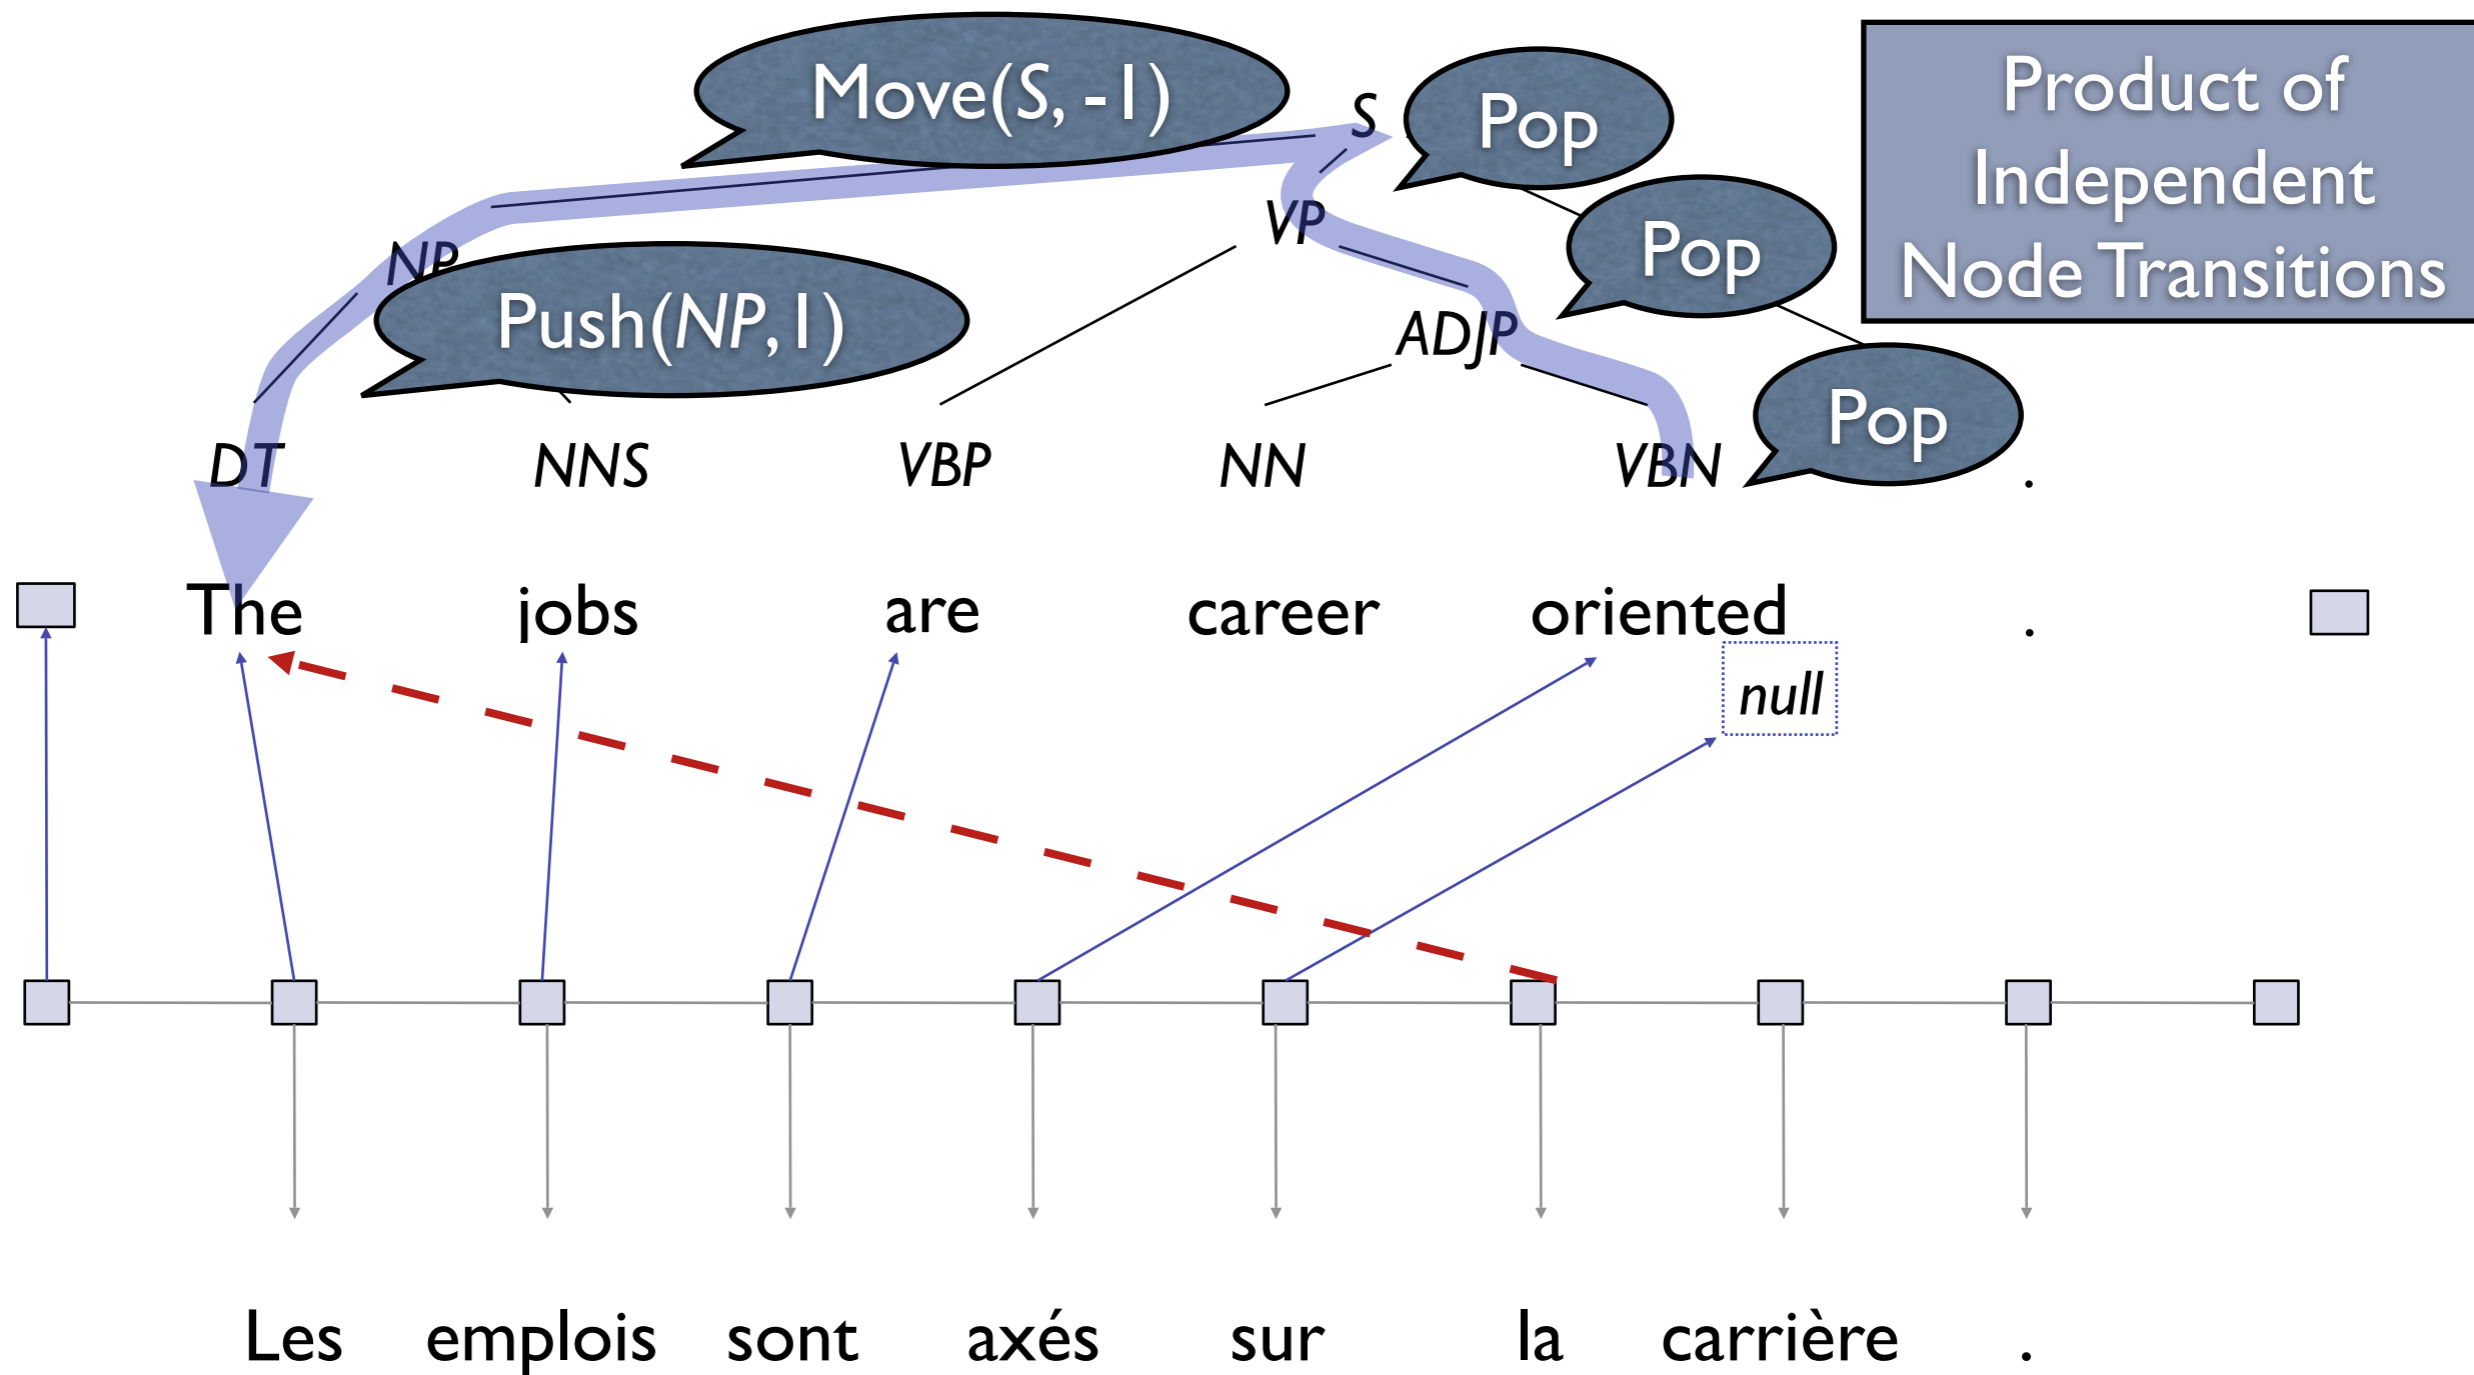 Move(S, -1)
S
Pop
Product of
Independent
Node Transitions
VP
Pop
NP
Push(NP,1)
ADJP
Pop
DT NNS VBP NN VBN .
The jobs are career oriented .
null
Les emplois sont axés sur la carrière .